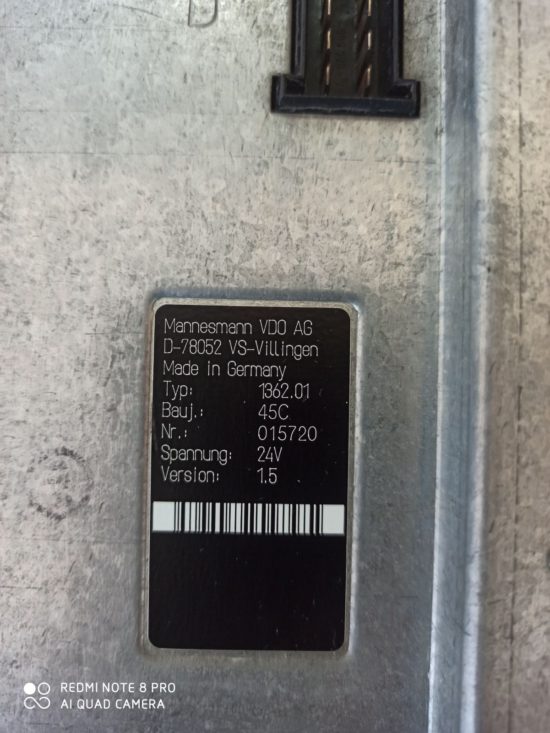 Mannesmann VDO AG
D-78052 VS-Villingen
Made in Germany
Typ: 1362.01
Bauj.: 45C
Nr.: 015720
Spannung: 24V
Version: 1.5
REDMI NOTE 8 PRO
AI QUAD CAMERA